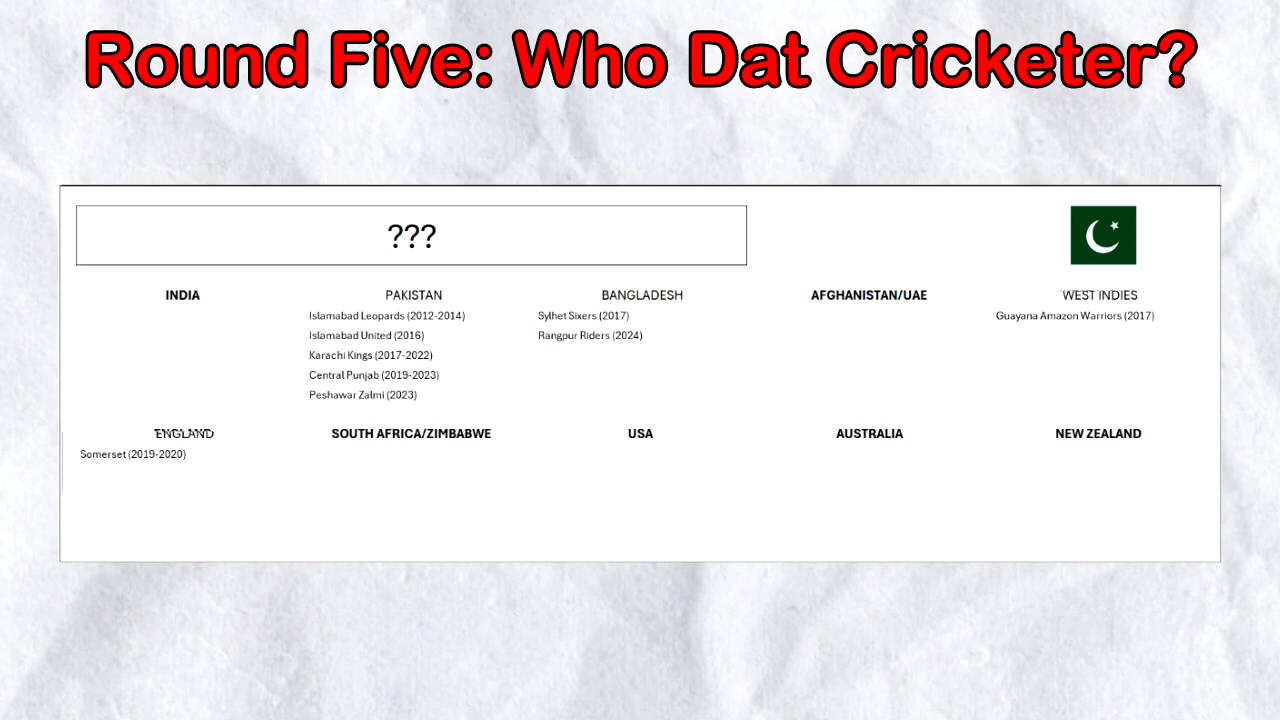 Round Five: Who Dat Cricketer?
???
INDIA
PAKISTAN
Islamabad Leopards (2012-2014)
Islamabad United (2016)
Karachi Kings (2017-2022)
Central Punjab (2019-2023)
Peshawar Zalmi (2023)
BANGLADESH
Sylhet Sixers (2017)
Rangpur Riders (2024)
AFGHANISTAN/UAE
WEST INDIES
Guayana Amazon Warriors (2017)
ENGLAND
Somerset (2019-2020)
SOUTH AFRICA/ZIMBABWE
USA
AUSTRALIA
NEW ZEALAND